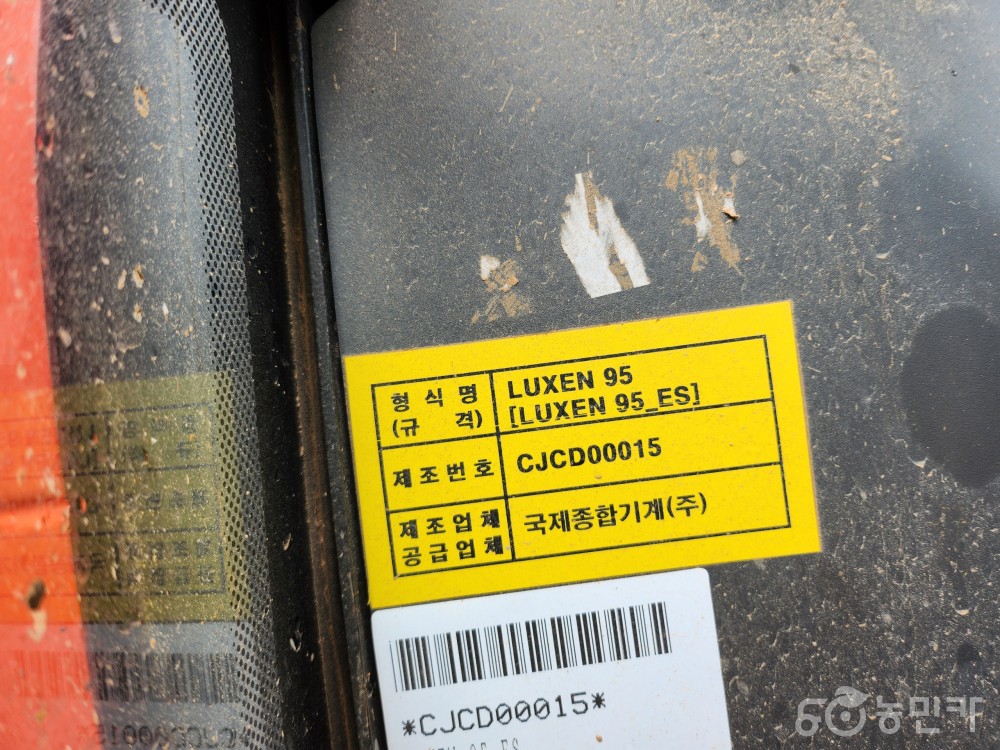 형 식 명
(규 격)
LUXEN 95
[LUXEN 95_ES]
제조번호
CJCD00015
제조업체
공급업체
국제종합기계(주)
*CJCD00015*
농민카